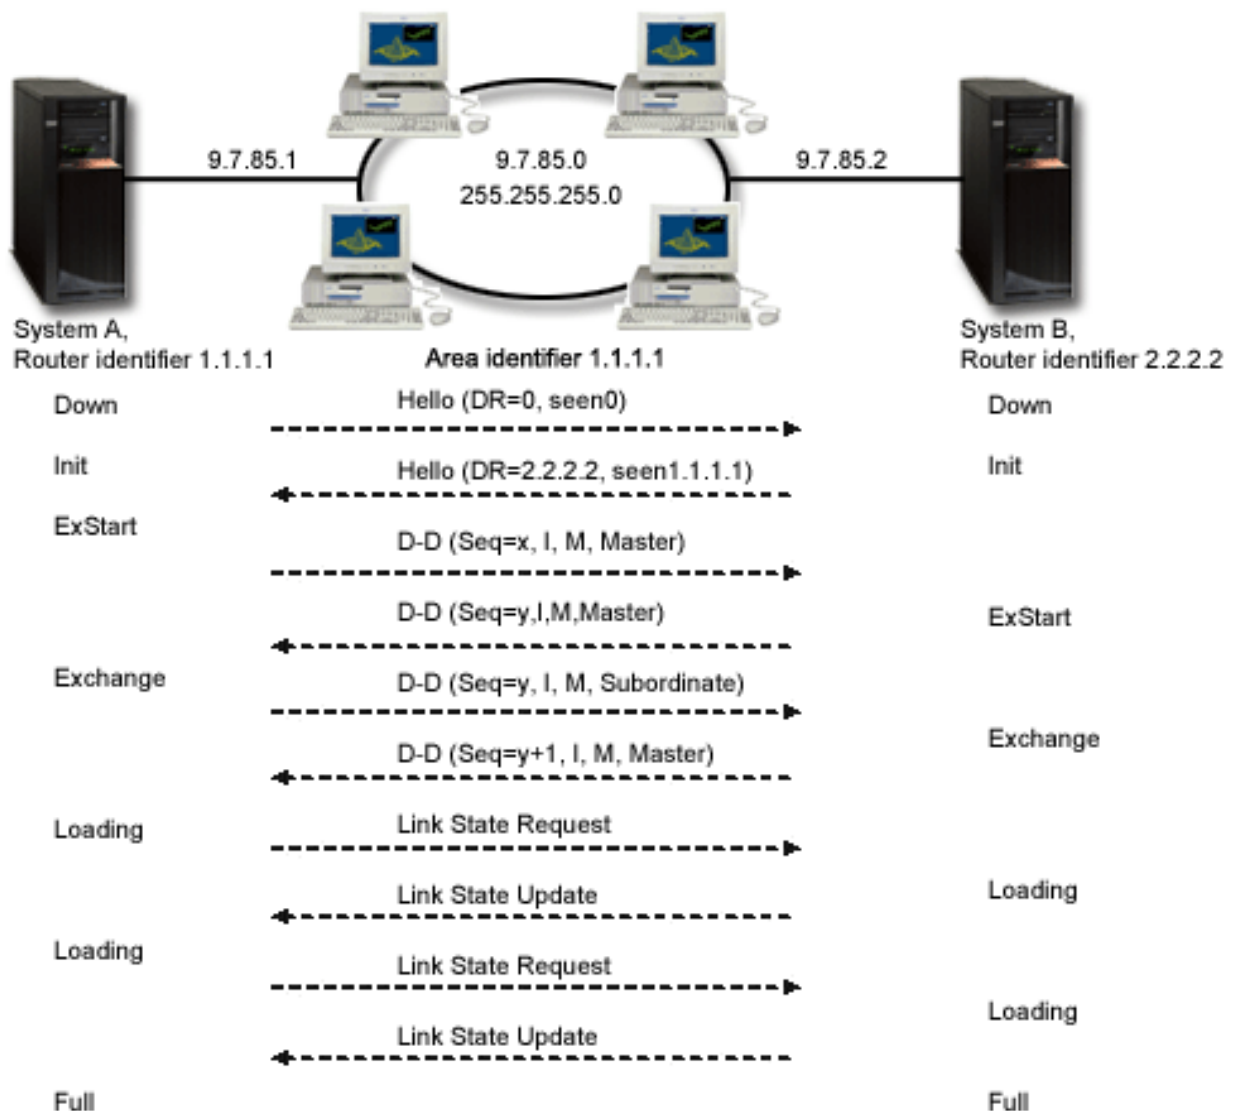 9.7.85.1
9.7.85.0
9.7.85.2
255.255.255.0
System A,
Router identifier 1.1.1.1
Area identifier 1.1.1.1
System B,
Router identifier 2.2.2.2
Down
Hello (DR=0, seen0)
Down
Init
Hello (DR=2.2.2.2, seen1.1.1.1)
Init
ExStart
D-D (Seq=x, I, M, Master)
D-D (Seq=y,I,M,Master)
ExStart
Exchange
D-D (Seq=y, I, M, Subordinate)
D-D (Seq=y+1, I, M, Master)
Exchange
Loading
Link State Request
Link State Update
Loading
Loading
Link State Request
Loading
Link State Update
Full
Full